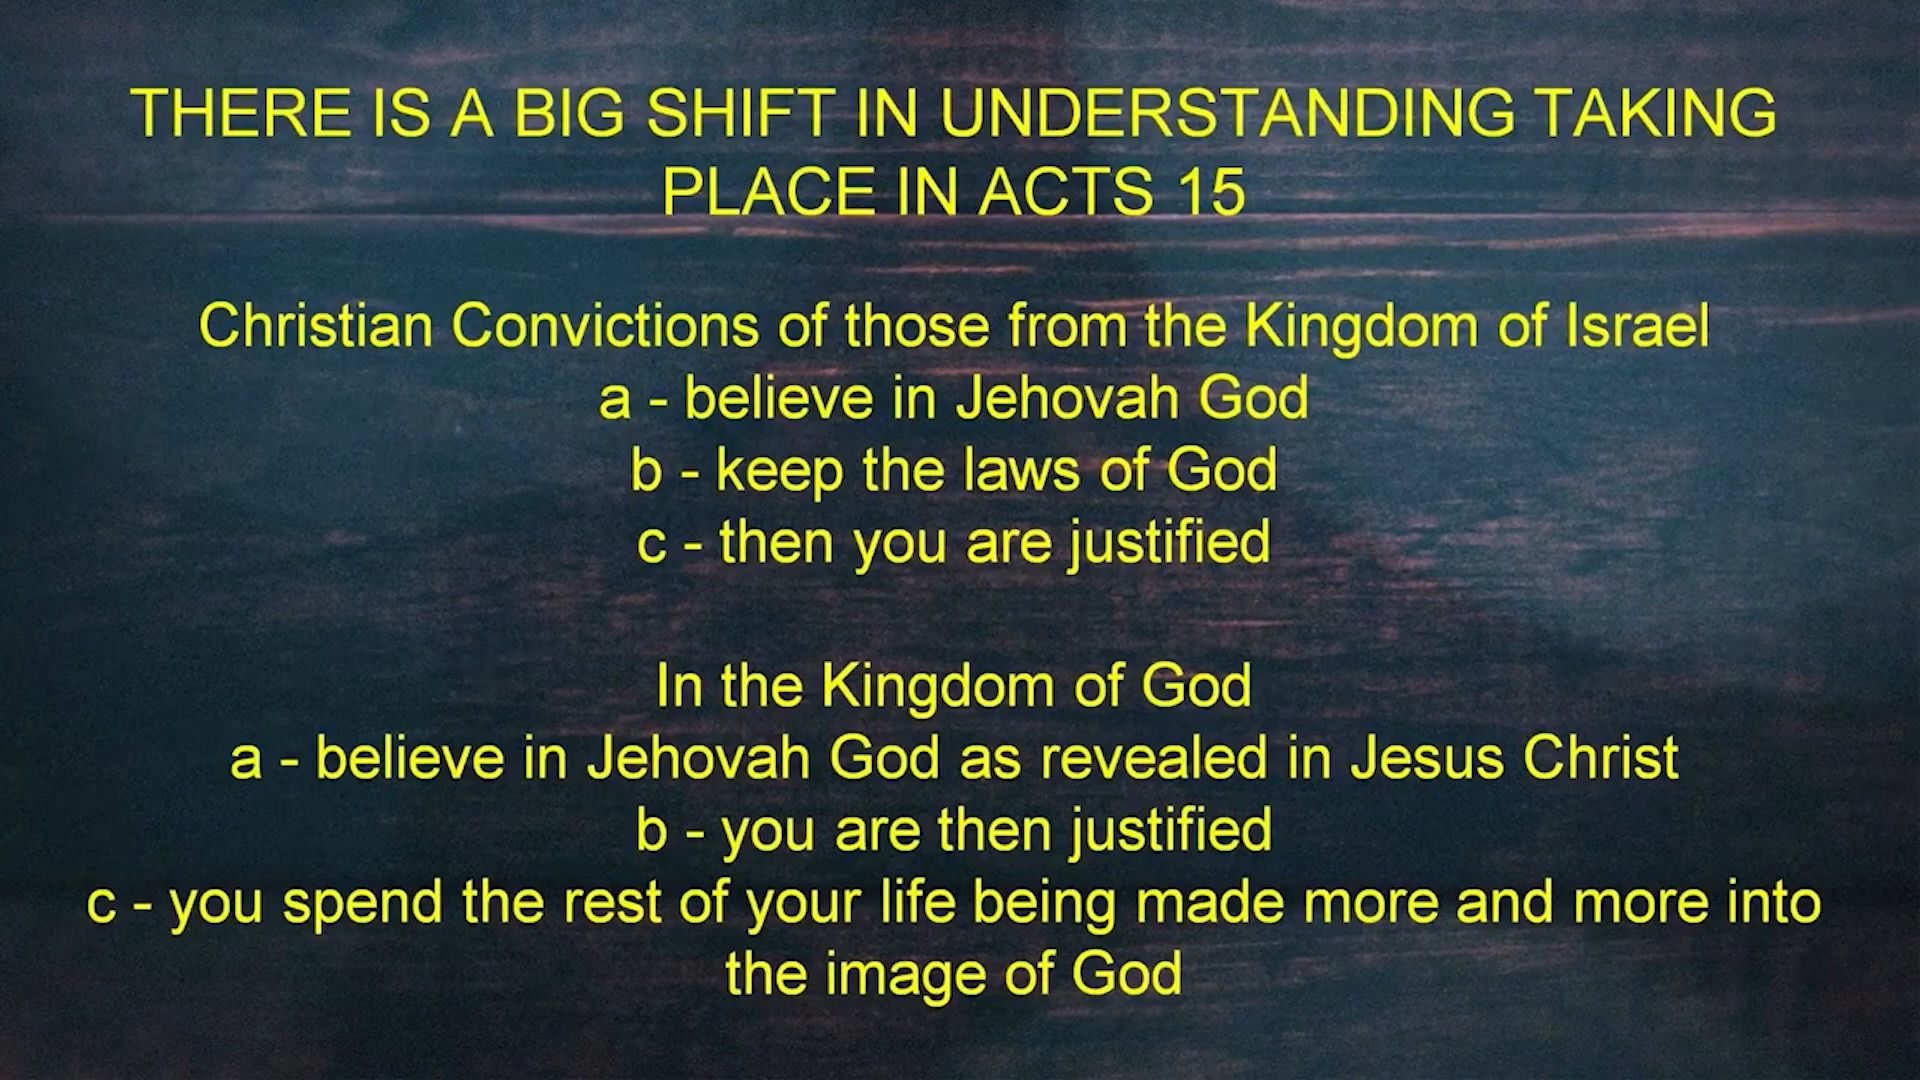 THERE IS A BIG SHIFT IN UNDERSTANDING TAKING
PLACE IN ACTS 15
Christian Convictions of those from the Kingdom of Israel
a - believe in Jehovah God
b - keep the laws of God
c - then you are justified
In the Kingdom of God
a - believe in Jehovah God as revealed in Jesus Christ
b - you are then justified
c - you spend the rest of your life being made more and more into
the image of God